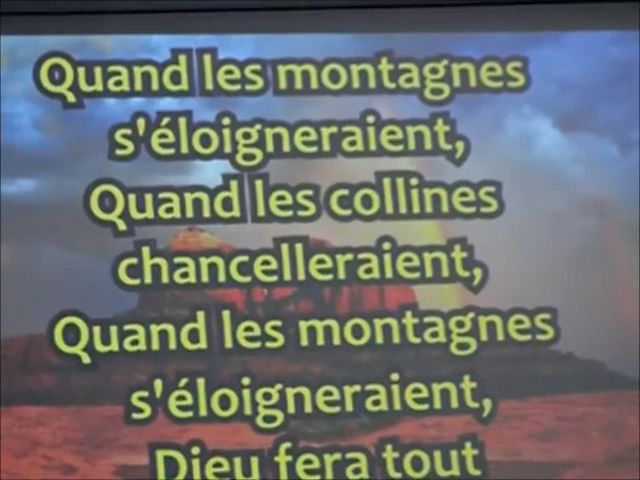 Quand les montagnes
s'éloigneraient,
Quand les collines
chancelleraient,
Quand les montagnes
s'éloigneraient,
Dieu fera tout